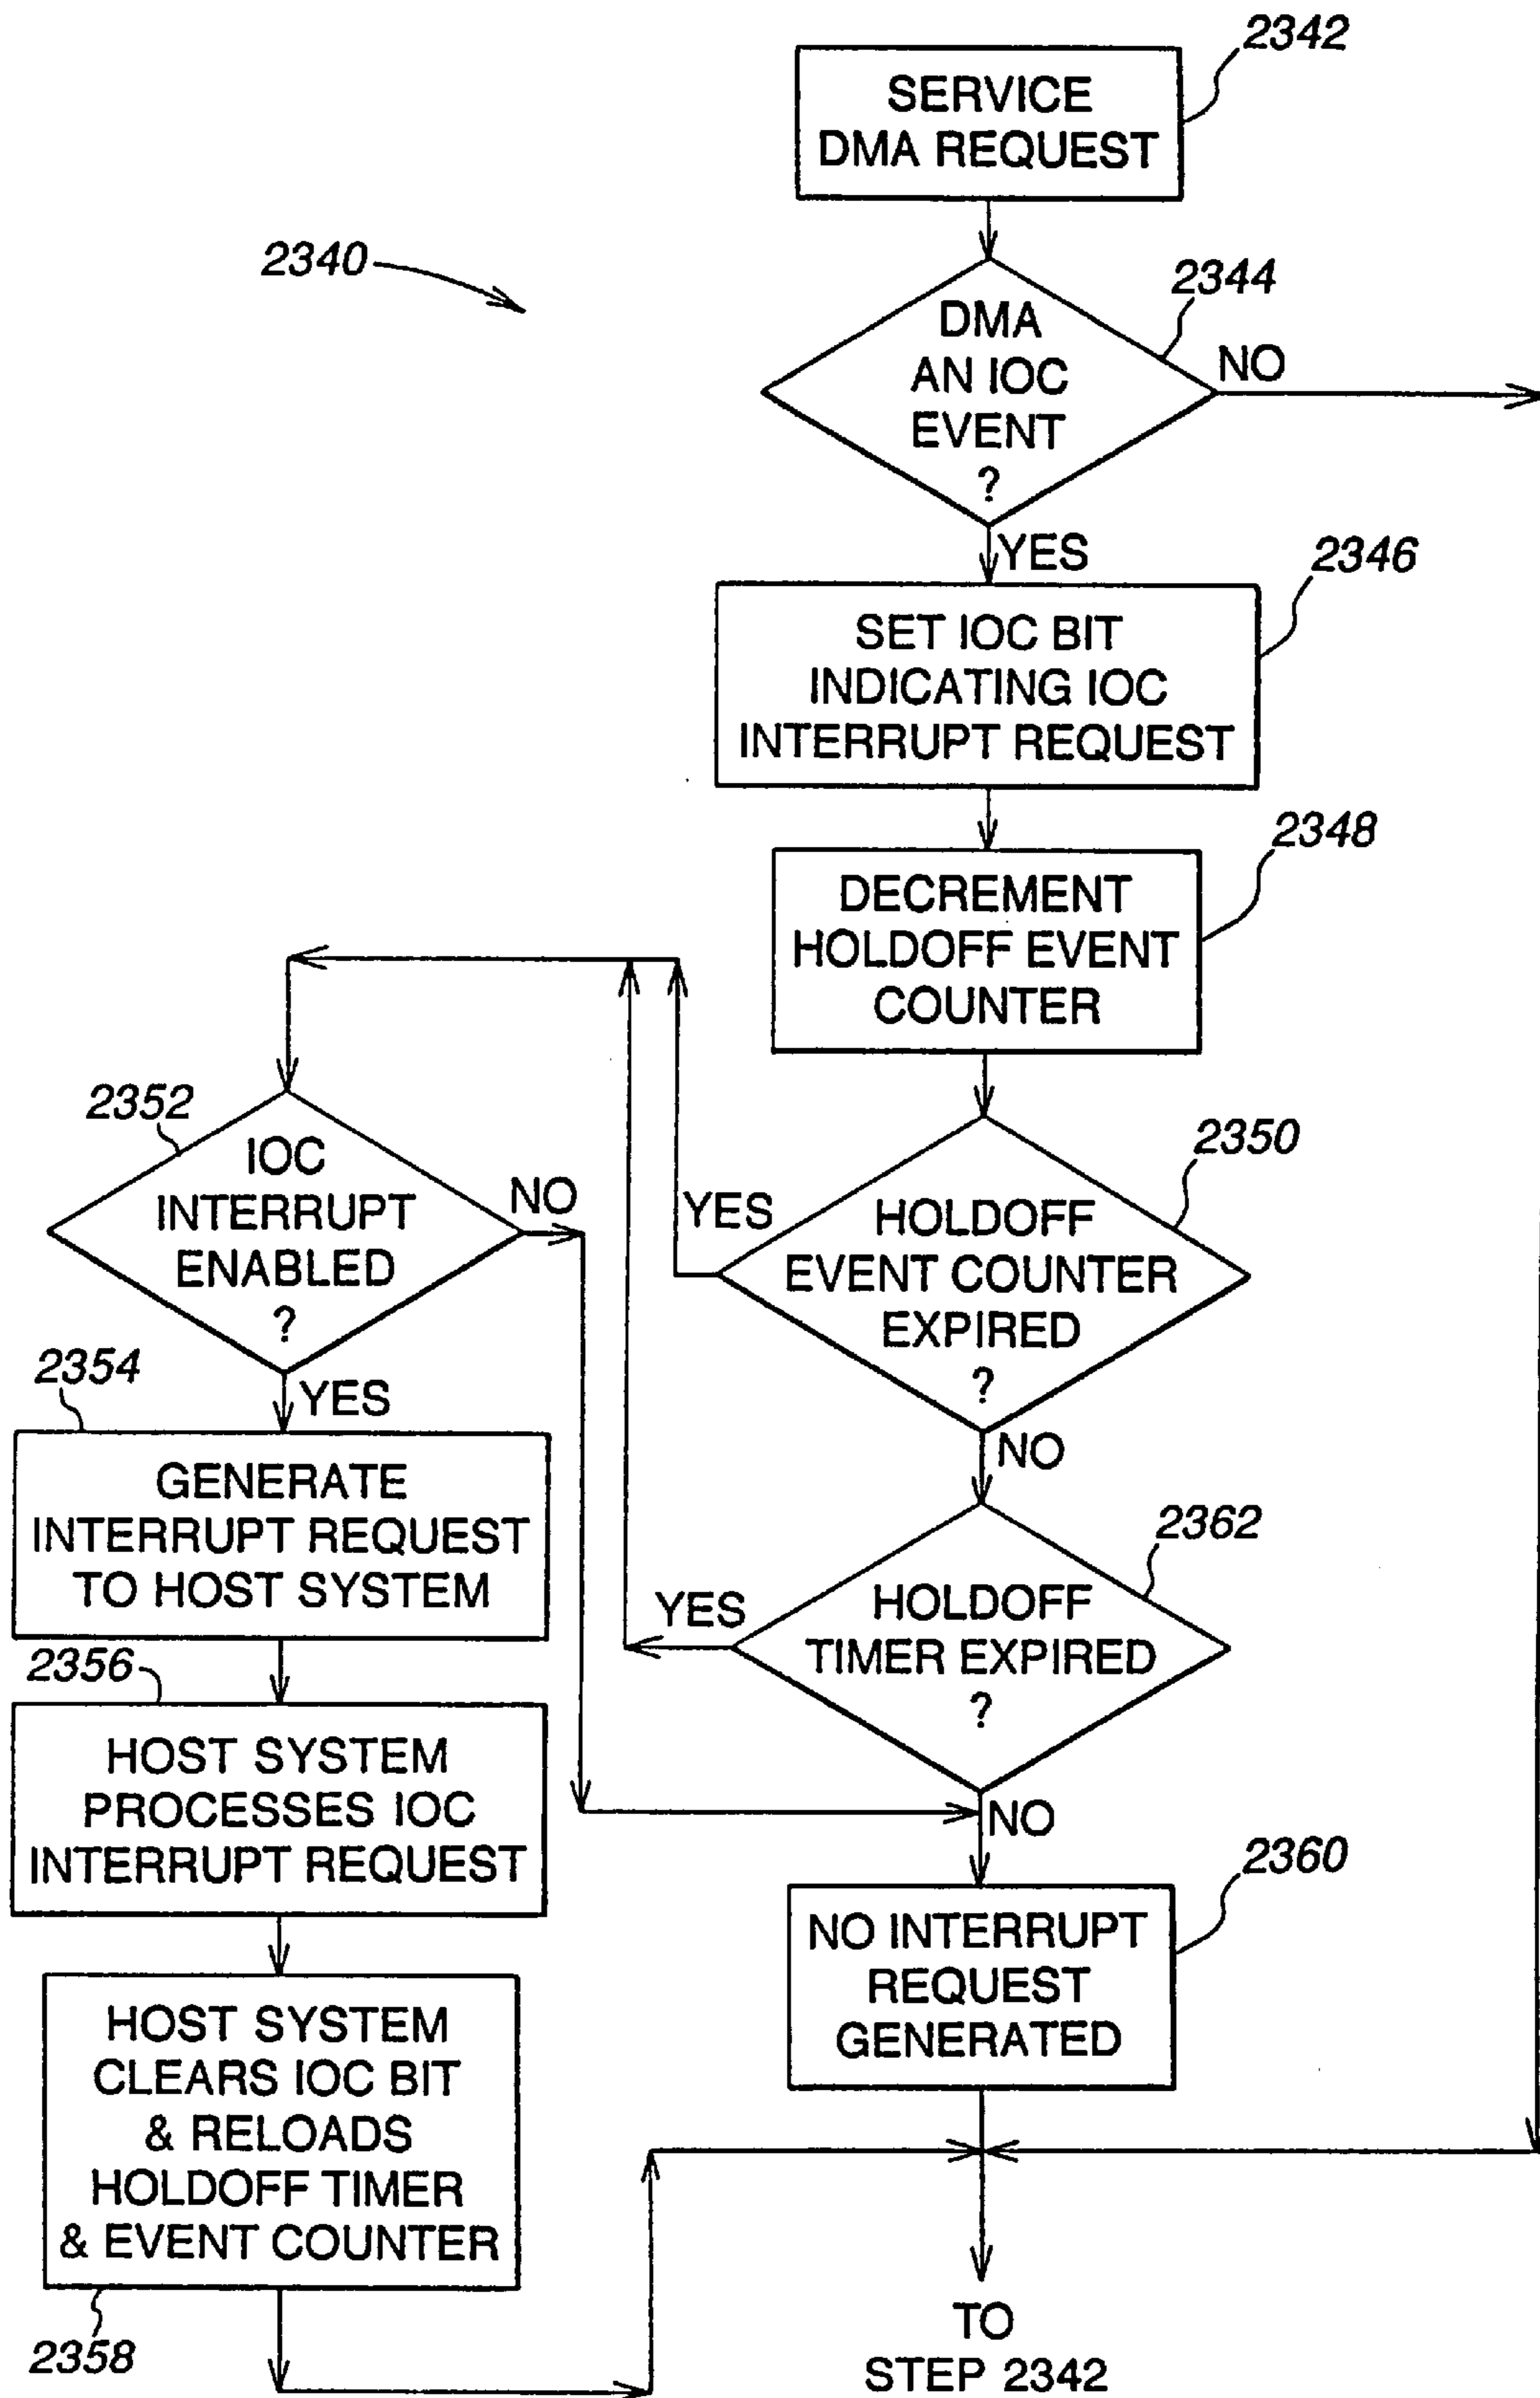 2342
SERVICE
DMA REQUEST
2340
2344
DMA
AN IOC
EVENT
?
NO
YES
2346
SET IOC BIT
INDICATING IOC
INTERRUPT REQUEST
2348
DECREMENT
HOLDOFF EVENT
COUNTER
2352
IOC
INTERRUPT
ENABLED
?
NO
YES
2350
HOLDOFF
EVENT COUNTER
EXPIRED
?
YES
NO
2354
GENERATE
INTERRUPT REQUEST
TO HOST SYSTEM
2362
HOLDOFF
TIMER EXPIRED
?
YES
NO
2356
HOST SYSTEM
PROCESSES IOC
INTERRUPT REQUEST
2360
NO INTERRUPT
REQUEST
GENERATED
HOST SYSTEM
CLEARS IOC BIT
& RELOADS
HOLDOFF TIMER
& EVENT COUNTER
2358
TO
STEP 2342